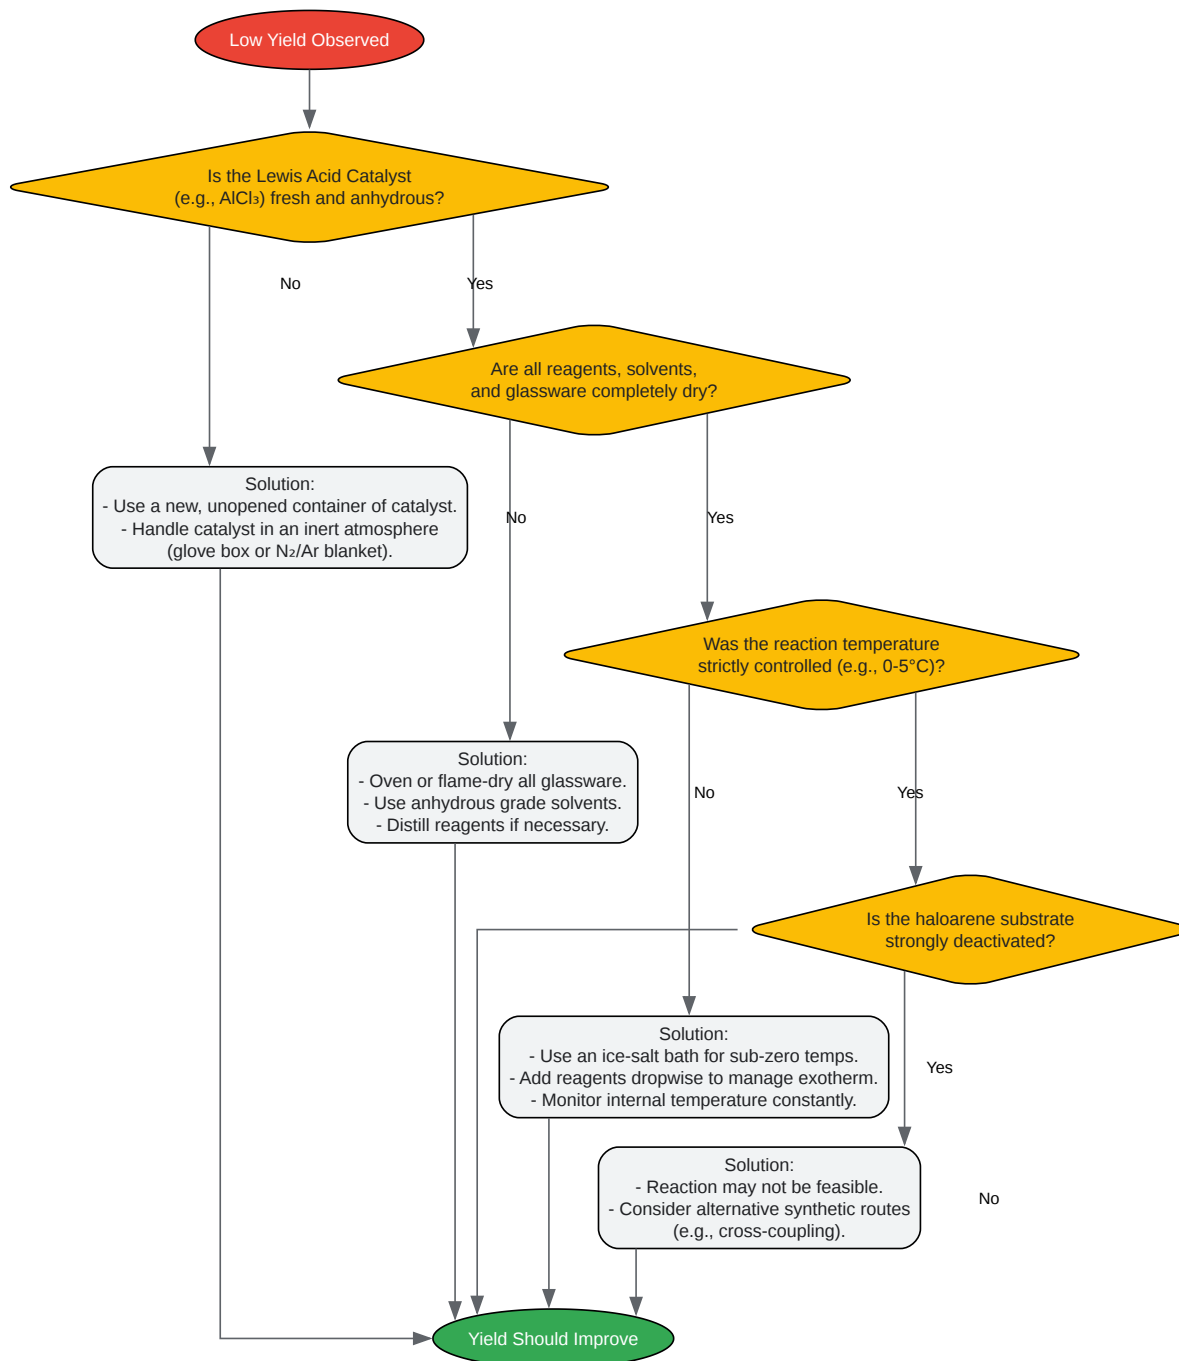 Low Yield Observed
Is the Lewis Acid Catalyst
(e.g., AlCl₃) fresh and anhydrous?
No
Yes
Are all reagents, solvents,
and glassware completely dry?
Solution:
- Use a new, unopened container of catalyst.
- Handle catalyst in an inert atmosphere
(glove box or N₂/Ar blanket).
No
Yes
Was the reaction temperature
strictly controlled (e.g., 0-5°C)?
Solution:
- Oven or flame-dry all glassware.
- Use anhydrous grade solvents.
- Distill reagents if necessary.
No
Yes
Is the haloarene substrate
strongly deactivated?
Solution:
- Use an ice-salt bath for sub-zero temps.
- Add reagents dropwise to manage exotherm.
- Monitor internal temperature constantly.
Yes
Solution:
- Reaction may not be feasible.
- Consider alternative synthetic routes
(e.g., cross-coupling).
No
Yield Should Improve